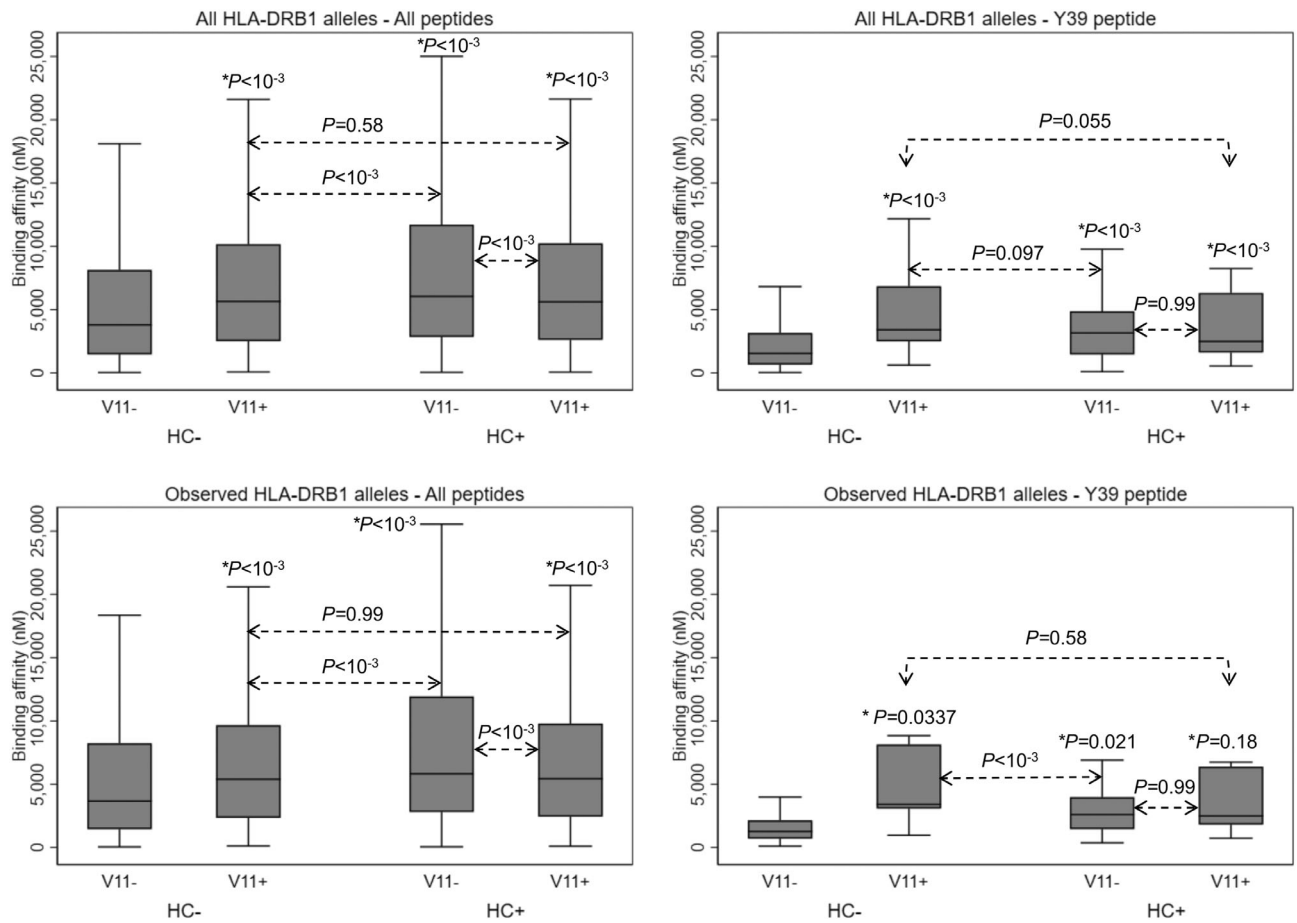 All HLA-DRB1 alleles - All peptides
Binding affinity (nM)
25,000
20,000
15,000
10,000
5,000
0
*P<10-3
*P<10-3
*P<10-3
P=0.58
P<10-3
P<10-3
V11-
V11+
V11-
V11+
HC-
HC+
All HLA-DRB1 alleles - Y39 peptide
Binding affinity (nM)
25,000
20,000
15,000
10,000
5,000
0
P=0.055
*P<10-3
*P<10-3
*P<10-3
P=0.097
P=0.99
V11-
V11+
V11-
V11+
HC-
HC+
Observed HLA-DRB1 alleles - All peptides
Binding affinity (nM)
25,000
20,000
15,000
10,000
5,000
0
*P<10-3
*P<10-3
*P<10-3
P=0.99
P<10-3
P<10-3
V11-
V11+
V11-
V11+
HC-
HC+
Observed HLA-DRB1 alleles - Y39 peptide
Binding affinity (nM)
25,000
20,000
15,000
10,000
5,000
0
P=0.58
* P=0.0337
*P=0.021
*P=0.18
P<10-3
P=0.99
V11-
V11+
V11-
V11+
HC-
HC+